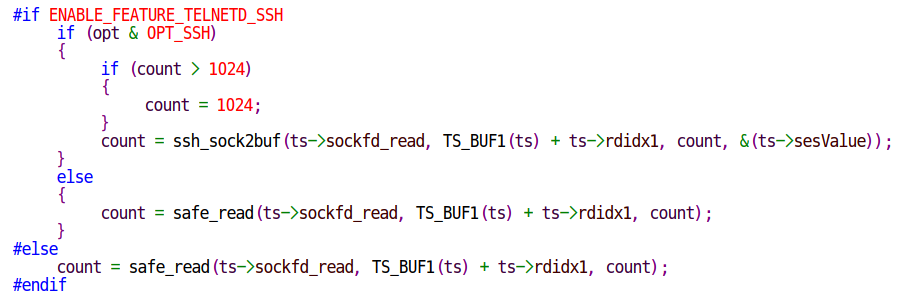 #if ENABLE_FEATURE_TELNETD_SSH
if (opt & OPT_SSH)
{
if (count > 1024)
{
count = 1024;
}
count = ssh_sock2buf(ts->sockfd_read, TS_BUF1(ts) + ts->rdidx1, count, &(ts->sesValue));
}
else
{
count = safe_read(ts->sockfd_read, TS_BUF1(ts) + ts->rdidx1, count);
}
#else
count = safe_read(ts->sockfd_read, TS_BUF1(ts) + ts->rdidx1, count);
#endif